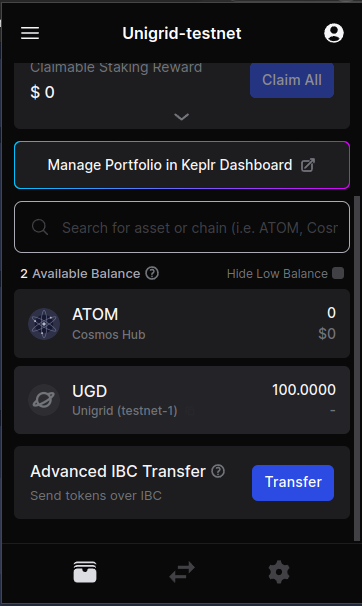 Unigrid-testnet
Claimable Staking Reward
$ 0
Claim All
Manage Portfolio in Keplr Dashboard
Search for asset or chain (i.e. ATOM, Cosr
2 Available Balance
Hide Low Balance
ATOM
0
Cosmos Hub
$0
UGD
100.0000
Unigrid (testnet-1)
-
Advanced IBC Transfer
Send tokens over IBC
Transfer